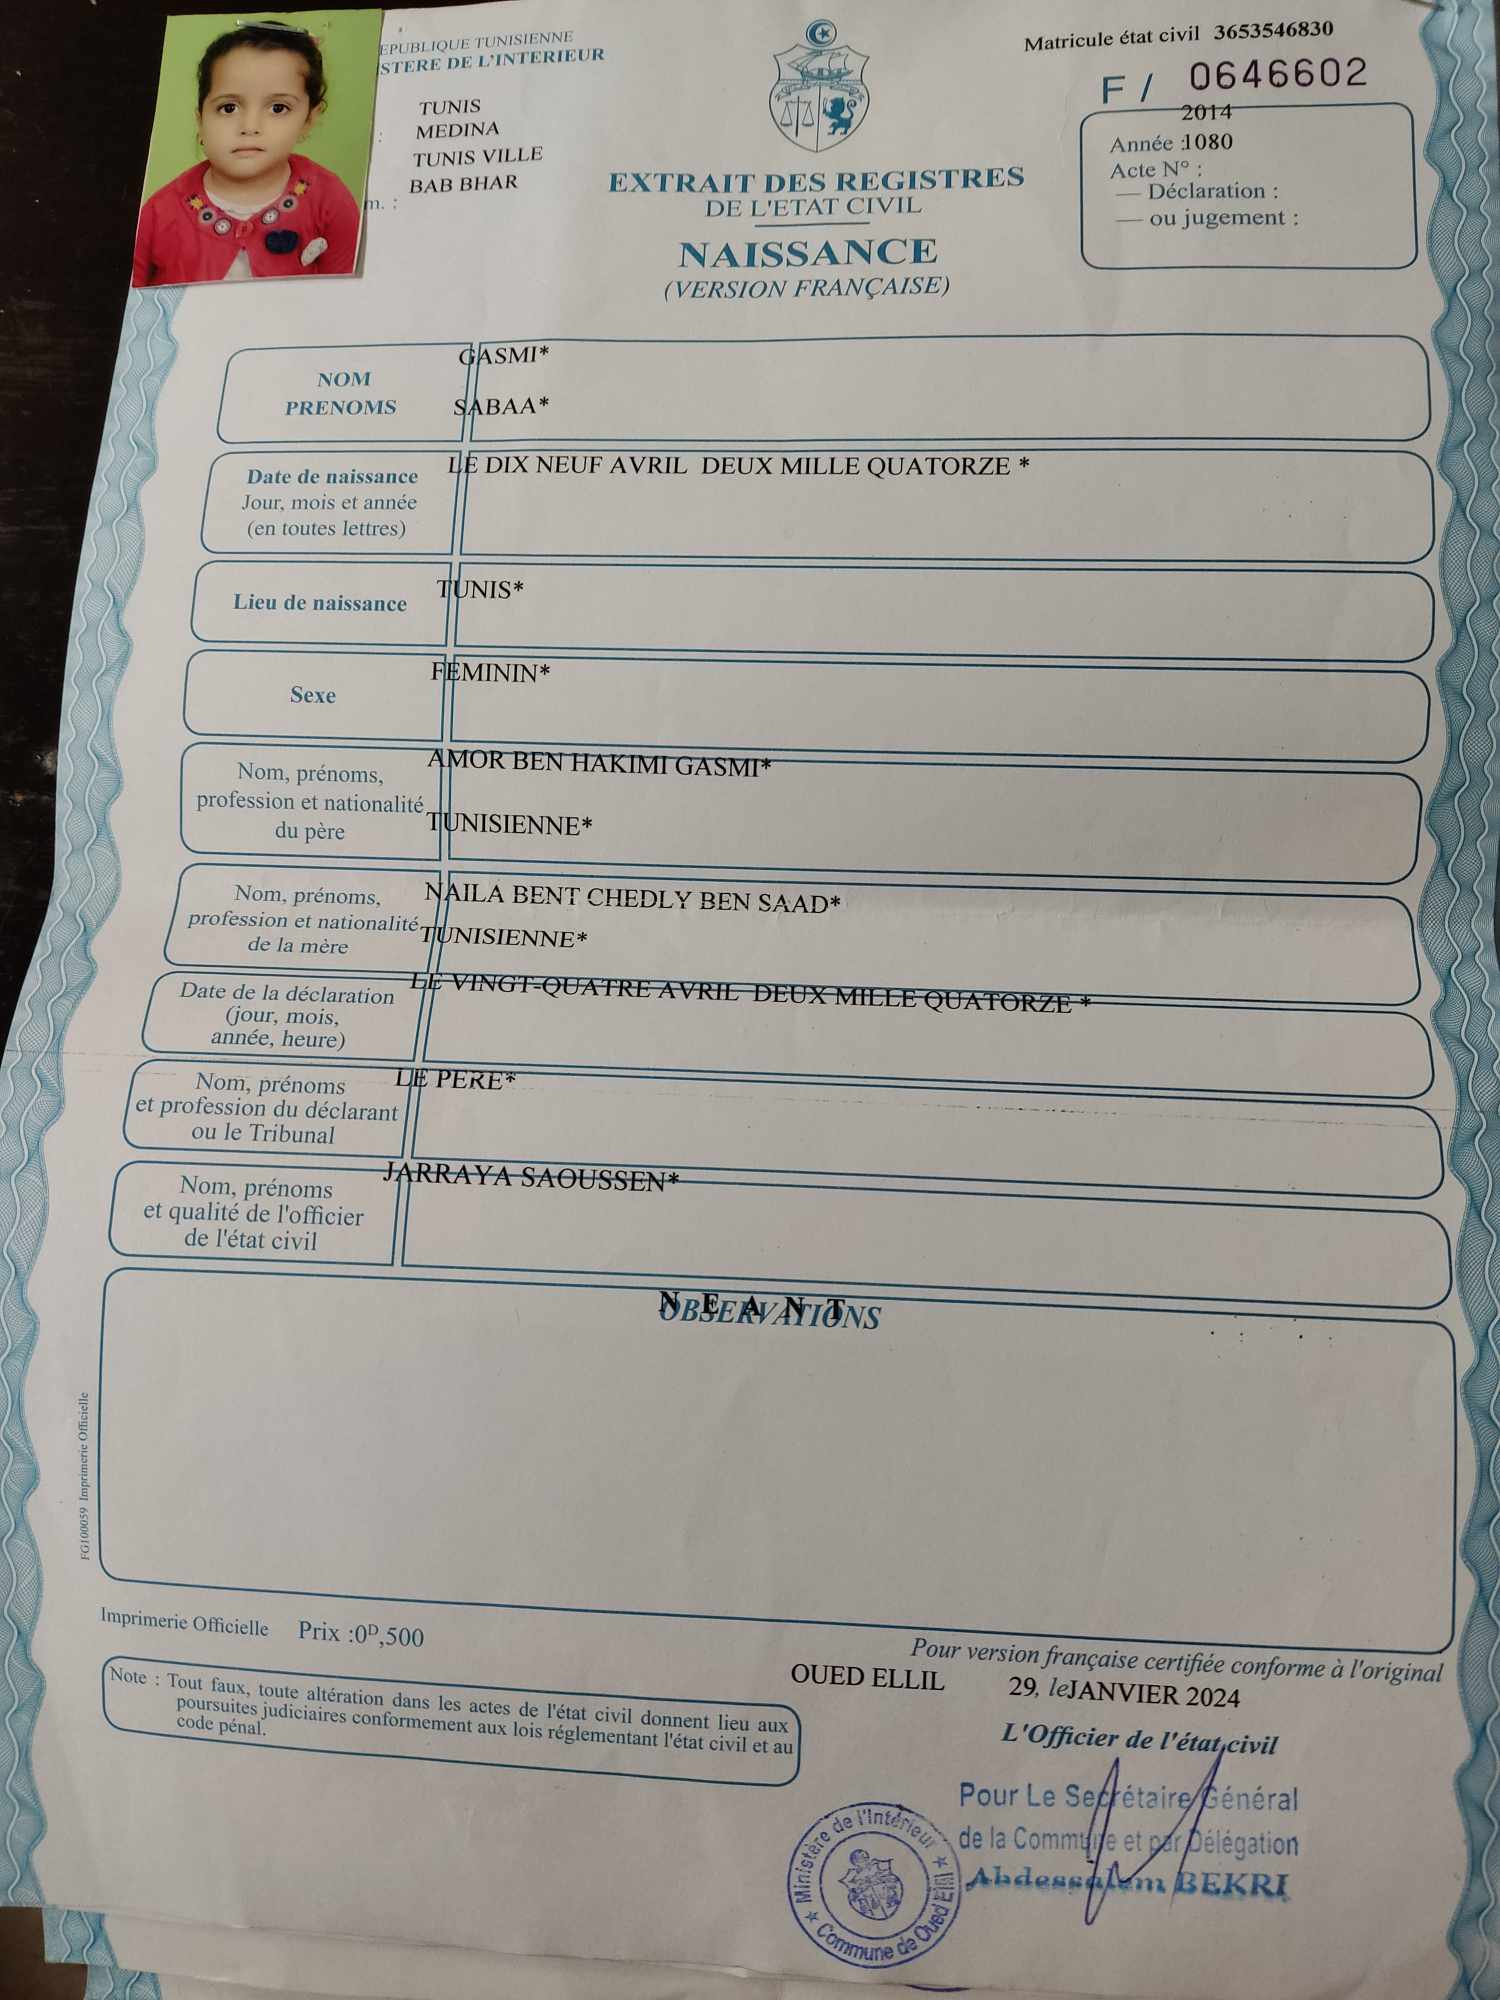 EPUBLIQUE TUNISIENNE
STERE DE L'INTERIEUR
TUNIS
: MEDINA
TUNIS VILLE
m. : BAB BHAR
EXTRAIT DES REGISTRES
DE L'ETAT CIVIL
NAISSANCE
(VERSION FRANÇAISE)
Matricule état civil 3653546830
F / 0646602
2014
Année :1080
Acte N° :
— Déclaration :
— ou jugement :
NOM
PRENOMS
GASMI*
SABAA*
Date de naissance
Jour, mois et année
(en toutes lettres)
LE DIX NEUF AVRIL DEUX MILLE QUATORZE *
Lieu de naissance
TUNIS*
Sexe
FEMININ*
Nom, prénoms,
profession et nationalité
du père
AMOR BEN HAKIMI GASMI*
TUNISIENNE*
Nom, prénoms,
profession et nationalité
de la mère
NAILA BENT CHEDLY BEN SAAD*
TUNISIENNE*
Date de la déclaration
(jour, mois,
année, heure)
LE VINGT-QUATRE AVRIL DEUX MILLE QUATORZE *
Nom, prénoms
et profession du déclarant
ou le Tribunal
LE PERE*
Nom, prénoms
et qualité de l'officier
de l'état civil
JARRAYA SAOUSSEN*
OBSERVATIONS
N E A N T
FG100059 Imprimerie Officielle
Imprimerie Officielle Prix :0D,500
Note : Tout faux, toute altération dans les actes de l'état civil donnent lieu aux
poursuites judiciaires conformement aux lois réglementant l'état civil et au
code pénal.
Pour version française certifiée conforme à l'original
OUED ELLIL 29, le JANVIER 2024
L'Officier de l'état civil
Pour Le Secrétaire Général
de la Commune et par Délégation
Abdessalem BEKRI
Ministère de l'Intérieur
Commune de Oued Ellil